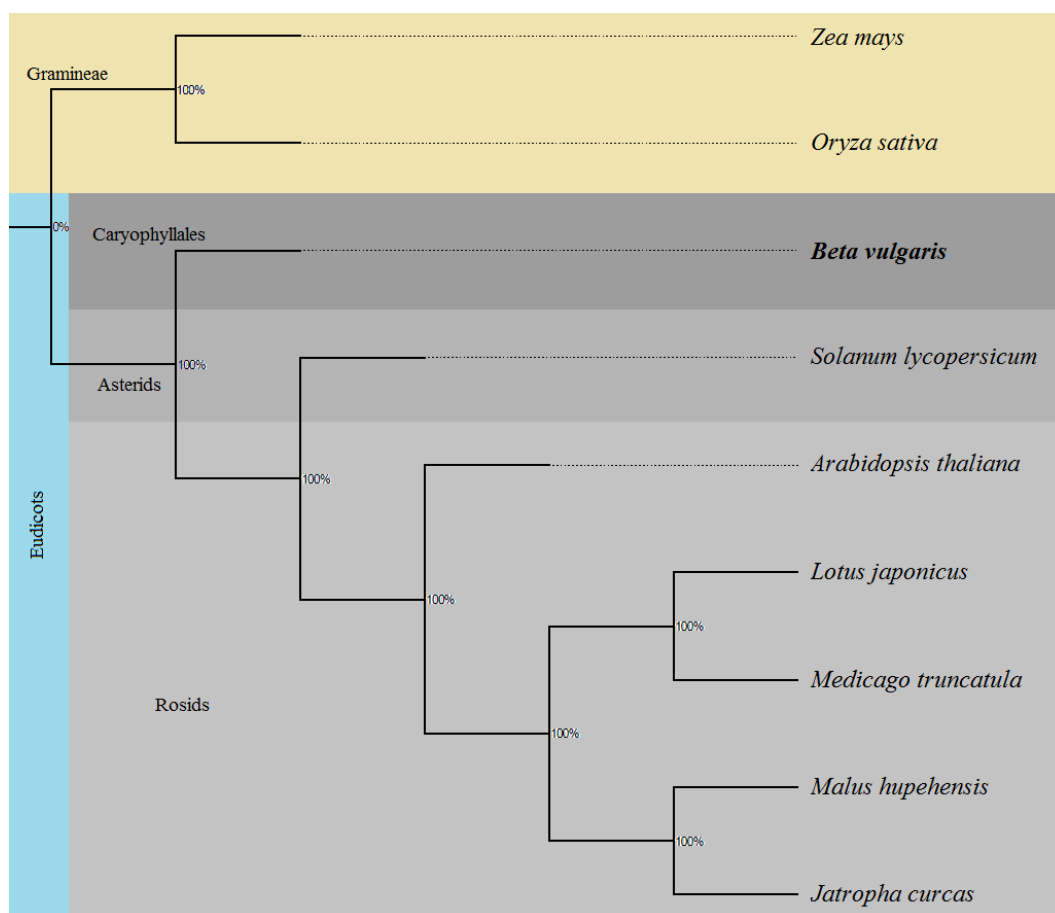 Zea mays
Gramineae
100%
Oryza sativa
0%
Caryophyllales
Beta vulgaris
Solanum lycopersicum
100%
Asterids
Arabidopsis thaliana
100%
Eudicots
Lotus japonicus
100%
100%
Medicago truncatula
Rosids
100%
Malus hupehensis
100%
Jatropha curcas